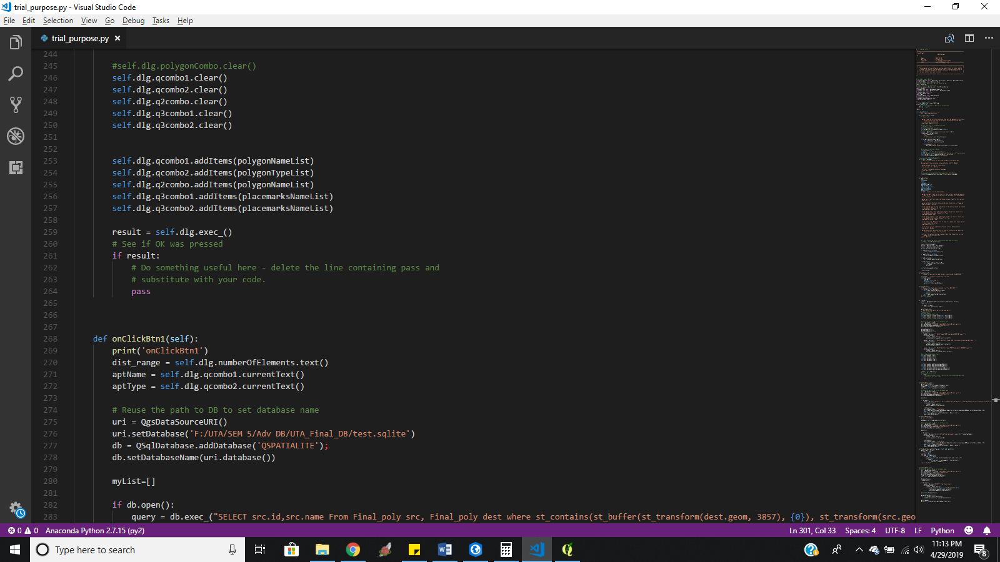 trial_purpose.py - Visual Studio Code
File Edit Selection View Go Debug Tasks Help
trial_purpose.py
244
245 #self.dlg.polygonCombo.clear()
246 self.dlg.qcombo1.clear()
247 self.dlg.qcombo2.clear()
248 self.dlg.q2combo.clear()
249 self.dlg.q3combo1.clear()
250 self.dlg.q3combo2.clear()
251
252
253 self.dlg.qcombo1.addItems(polygonNameList)
254 self.dlg.qcombo2.addItems(polygonTypeList)
255 self.dlg.q2combo.addItems(polygonNameList)
256 self.dlg.q3combo1.addItems(placemarksNameList)
257 self.dlg.q3combo2.addItems(placemarksNameList)
258
259 result = self.dlg.exec_()
260 # See if OK was pressed
261 if result:
262 # Do something useful here - delete the line containing pass and
263 # substitute with your code.
264 pass
265
266
267
268 def onClickBtn1(self):
269 print('onClickBtn1')
270 dist_range = self.dlg.numberOfElements.text()
271 aptName = self.dlg.qcombo1.currentText()
272 aptType = self.dlg.qcombo2.currentText()
273
274 # Reuse the path to DB to set database name
275 uri = QgsDataSourceURI()
276 uri.setDatabase('F:/UTA/SEM 5/Adv DB/UTA_Final_DB/test.sqlite')
277 db = QSqlDatabase.addDatabase('QSPATIALITE');
278 db.setDatabaseName(uri.database())
279
280 myList=[]
281
282 if db.open():
283 query = db.exec_("SELECT src.id,src.name From Final_poly src, Final_poly dest where st_contains(st_buffer(st_transform(dest.geom, 3857), {0}), st_transform(src.geo
0 0 Anaconda Python 2.7.15 (py2) Ln 301, Col 33 Spaces: 4 UTF-8 LF Python
Type here to search 11:13 PM
4/29/2019 8